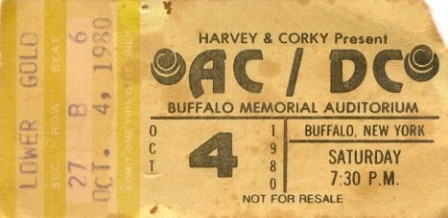 LOWER GOLD
SEC ROW SEAT
27 B 6
OCT. 4, 1980
HARVEY & CORKY Present
AC / DC
BUFFALO MEMORIAL AUDITORIUM
OCT
4
1980
BUFFALO, NEW YORK
SATURDAY
7:30 P.M.
NOT FOR RESALE